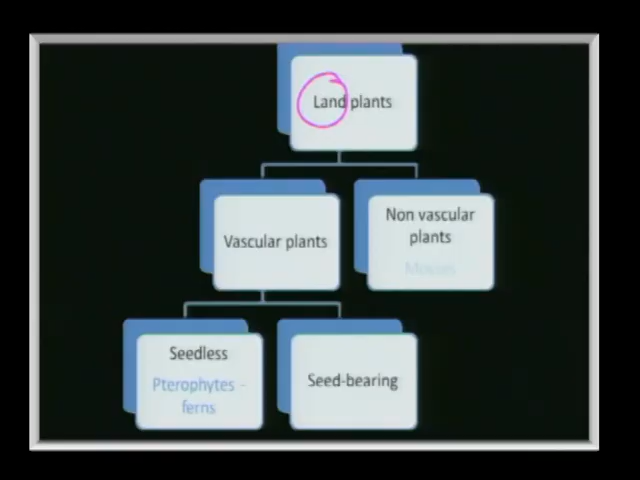 Land plants
Vascular plants
Non vascular
plants
Seedless
Pterophytes -
ferns
Seed-bearing